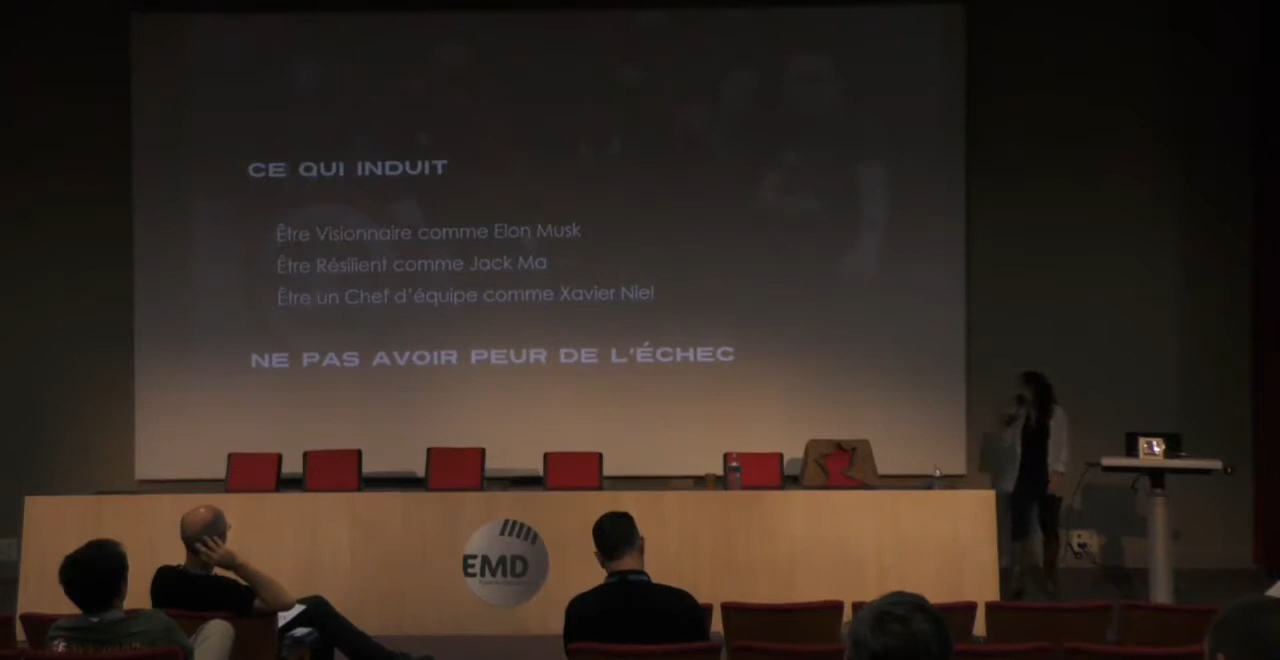 CE QUI INDUIT
Être Visionnaire comme Elon Musk
Être Résilient comme Jack Ma
Être un Chef d'équipe comme Xavier Niel
NE PAS AVOIR PEUR DE L'ÉCHEC
EMD